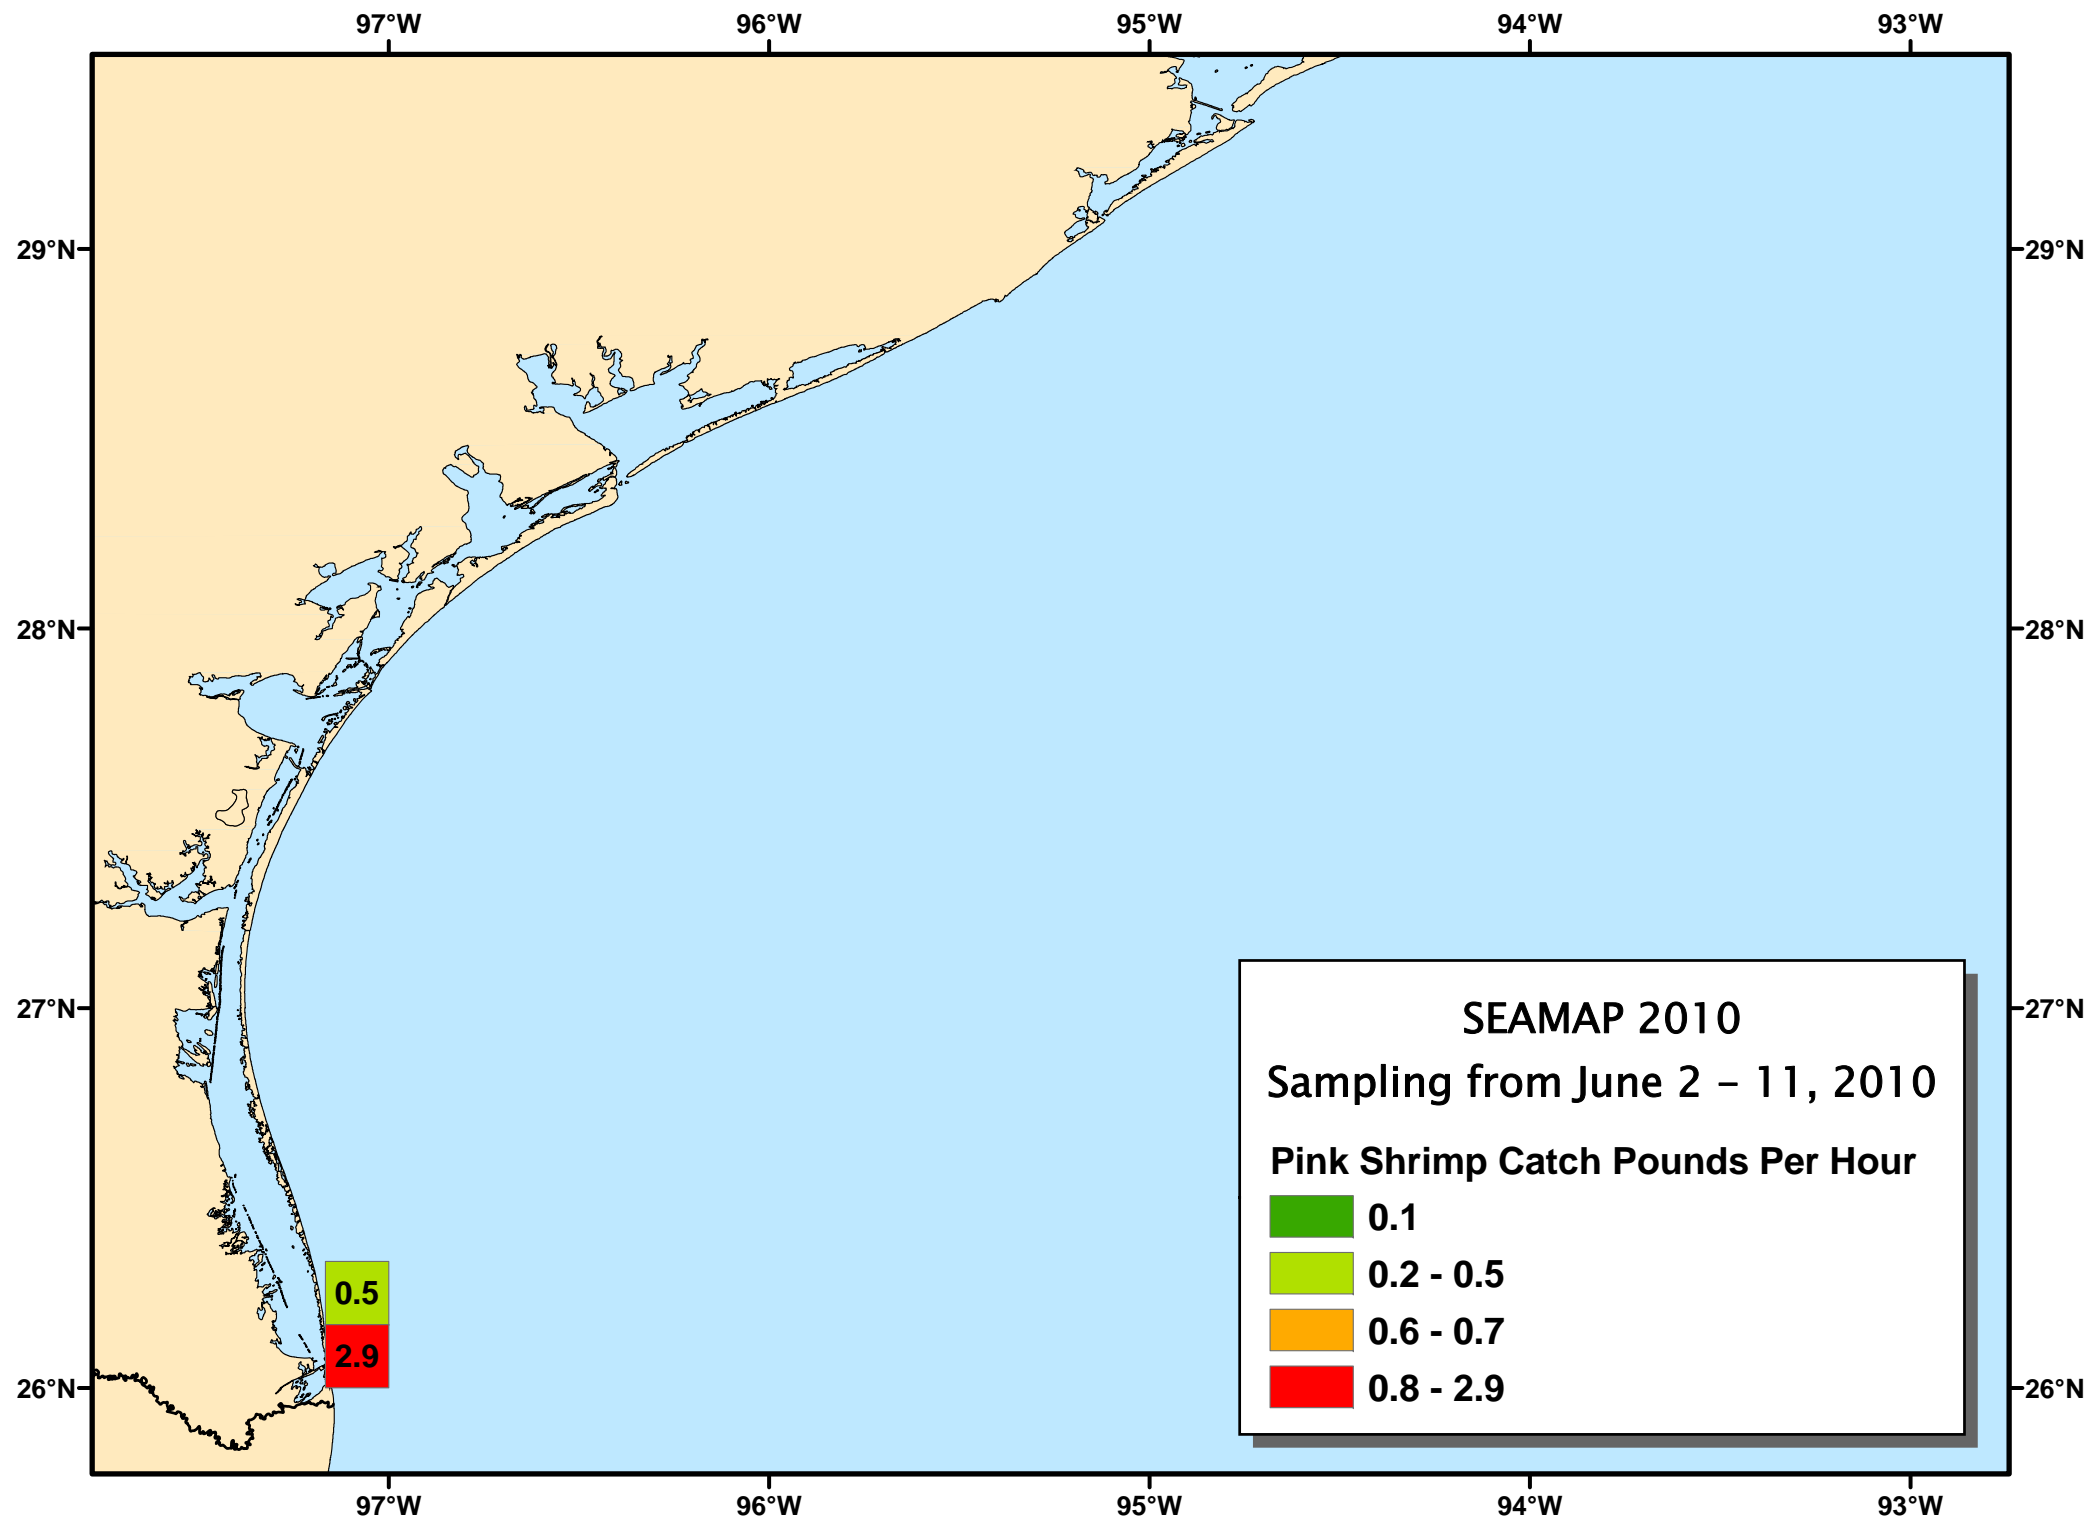 97°W 96°W 95°W 94°W 93°W
29°N 29°N
28°N 28°N
27°N 27°N
SEAMAP 2010
Sampling from June 2 – 11, 2010
Pink Shrimp Catch Pounds Per Hour
0.1
0.2 - 0.5
0.6 - 0.7
0.8 - 2.9
0.5
2.9
26°N 26°N
97°W 96°W 95°W 94°W 93°W